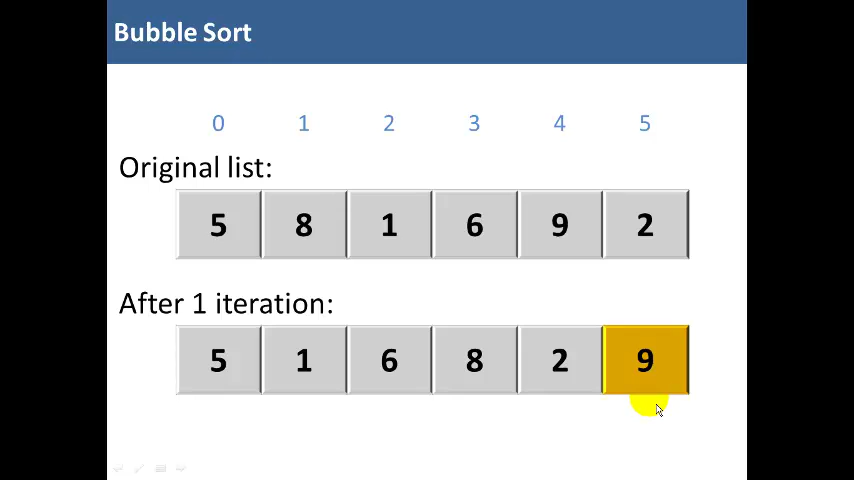 Bubble Sort
0 1 2 3 4 5
Original list:
5 8 1 6 9 2
After 1 iteration:
5 1 6 8 2 9